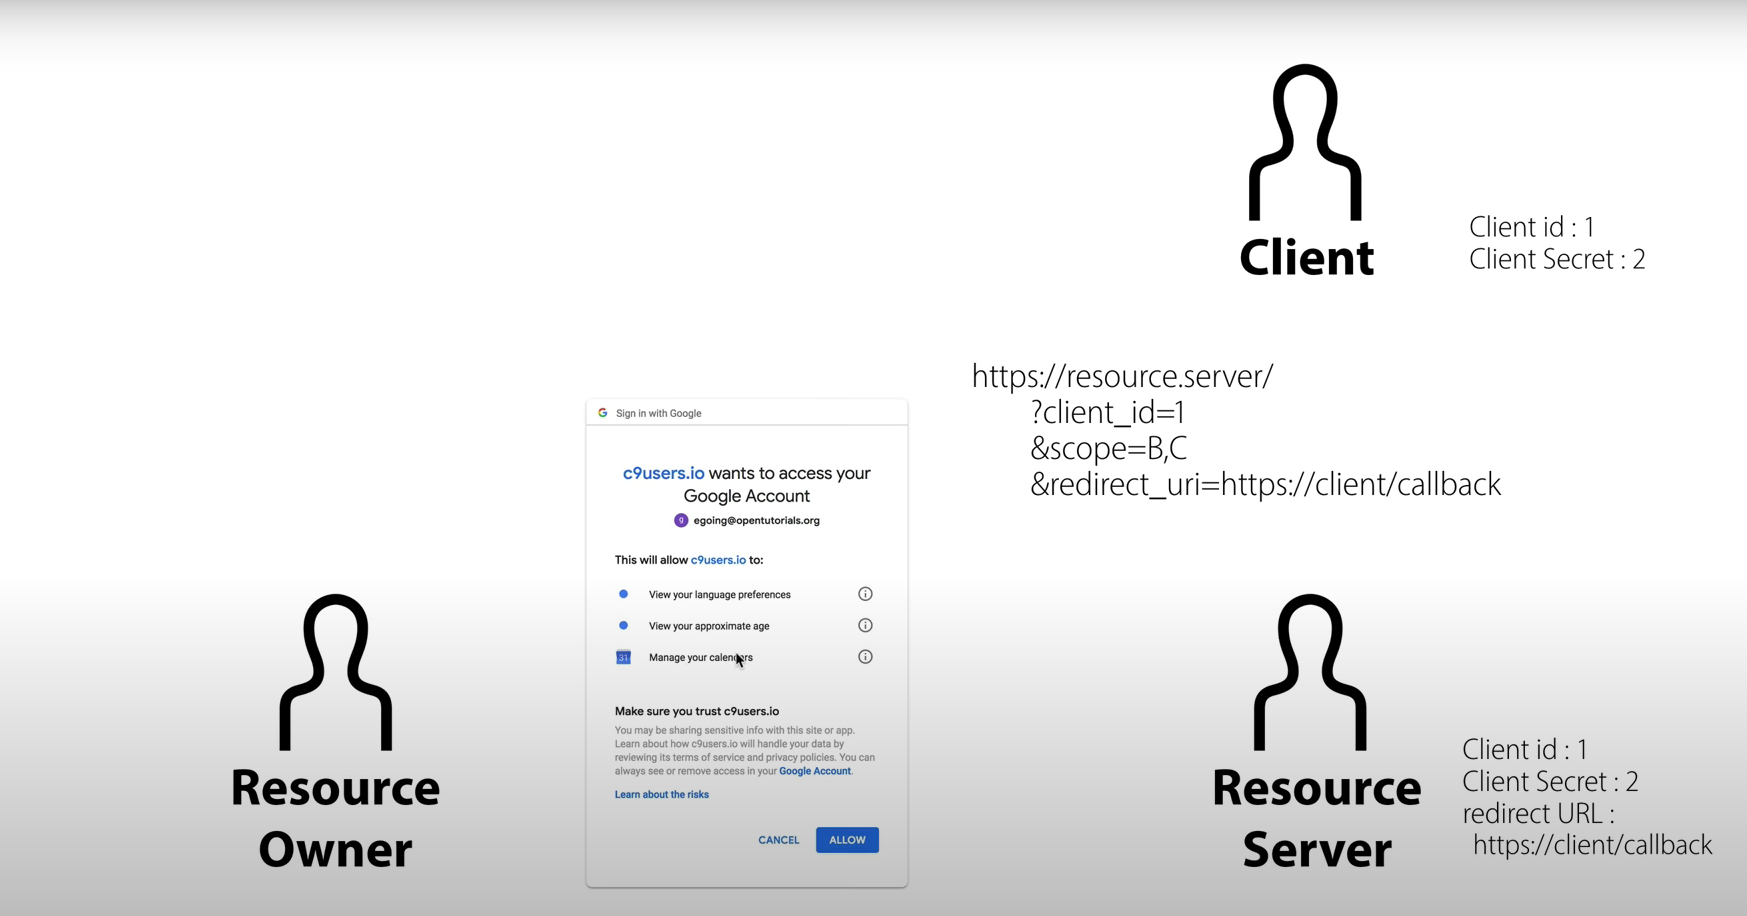 Client
Client id : 1
Client Secret : 2
https://resource.server/
?client_id=1
&scope=B,C
&redirect_uri=https://client/callback
Sign in with Google
c9users.io wants to access your
Google Account
g egoing@opentutorials.org
This will allow c9users.io to:
View your language preferences
View your approximate age
31 Manage your calendars
Make sure you trust c9users.io
You may be sharing sensitive info with this site or app.
Learn about how c9users.io will handle your data by
reviewing its terms of service and privacy policies. You can
always see or remove access in your Google Account.
Learn about the risks
CANCEL
ALLOW
Resource
Owner
Resource
Server
Client id : 1
Client Secret : 2
redirect URL :
https://client/callback